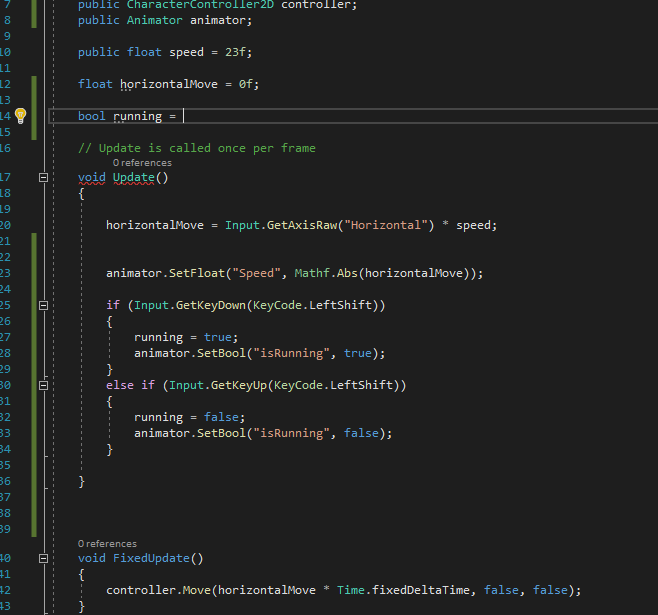 7 public CharacterController2D controller;
8 public Animator animator;
9
10 public float speed = 23f;
11
12 float horizontalMove = 0f;
13
14 bool running =
15
16 // Update is called once per frame
0 references
17 void Update()
18 {
19
20 horizontalMove = Input.GetAxisRaw("Horizontal") * speed;
21
22
23 animator.SetFloat("Speed", Mathf.Abs(horizontalMove));
24
25 if (Input.GetKeyDown(KeyCode.LeftShift))
26 {
27 running = true;
28 animator.SetBool("isRunning", true);
29 }
30 else if (Input.GetKeyUp(KeyCode.LeftShift))
31 {
32 running = false;
33 animator.SetBool("isRunning", false);
34 }
35
36 }
37
38
39
0 references
40 void FixedUpdate()
41 {
42 controller.Move(horizontalMove * Time.fixedDeltaTime, false, false);
43 }